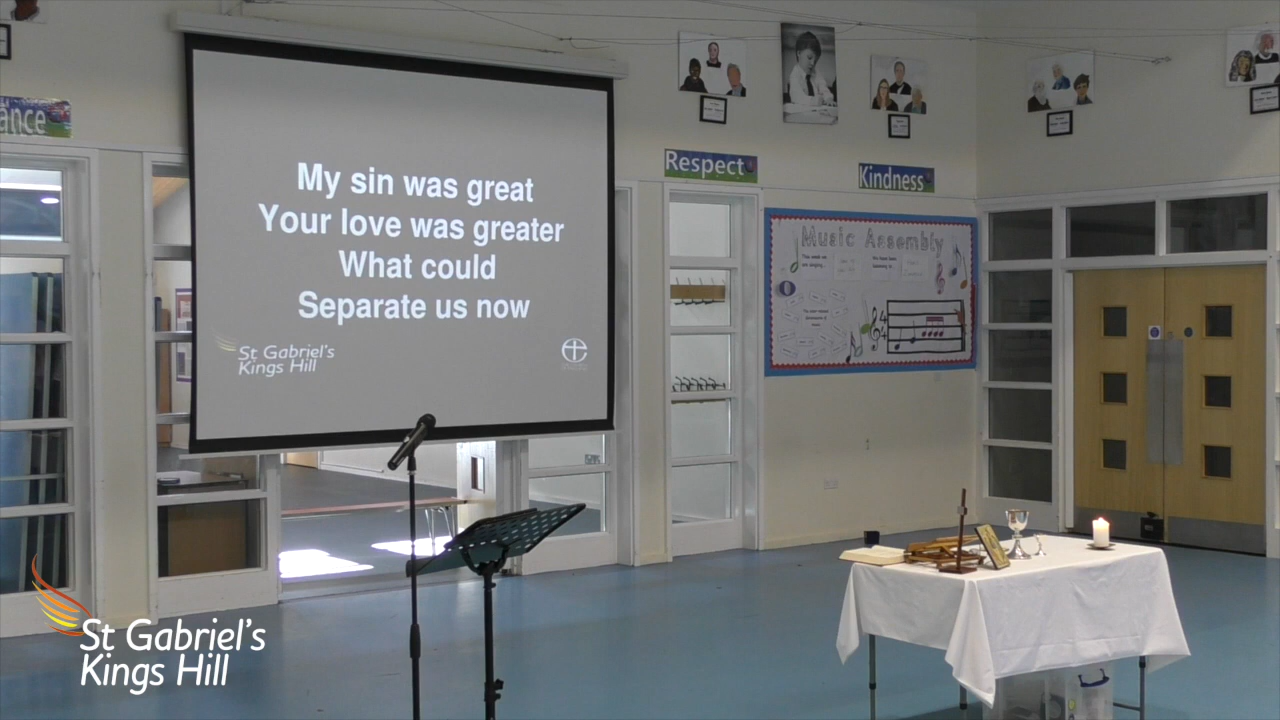 ance
My sin was great
Your love was greater
What could
Separate us now
St Gabriel's
Kings Hill
Respect
Kindness
Music Assembly
St Gabriel's
Kings Hill